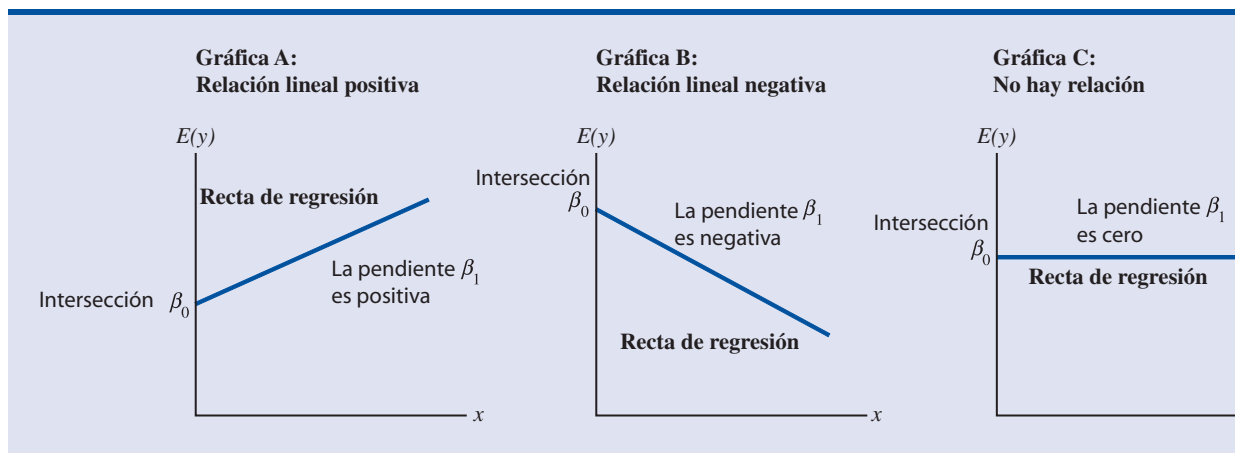 Gráfica A:
Relación lineal positiva
E(y)
Recta de regresión
La pendiente β₁
es positiva
Intersección β₀
x
Gráfica B:
Relación lineal negativa
E(y)
Intersección
β₀
La pendiente β₁
es negativa
Recta de regresión
x
Gráfica C:
No hay relación
E(y)
La pendiente β₁
es cero
Intersección
β₀
Recta de regresión